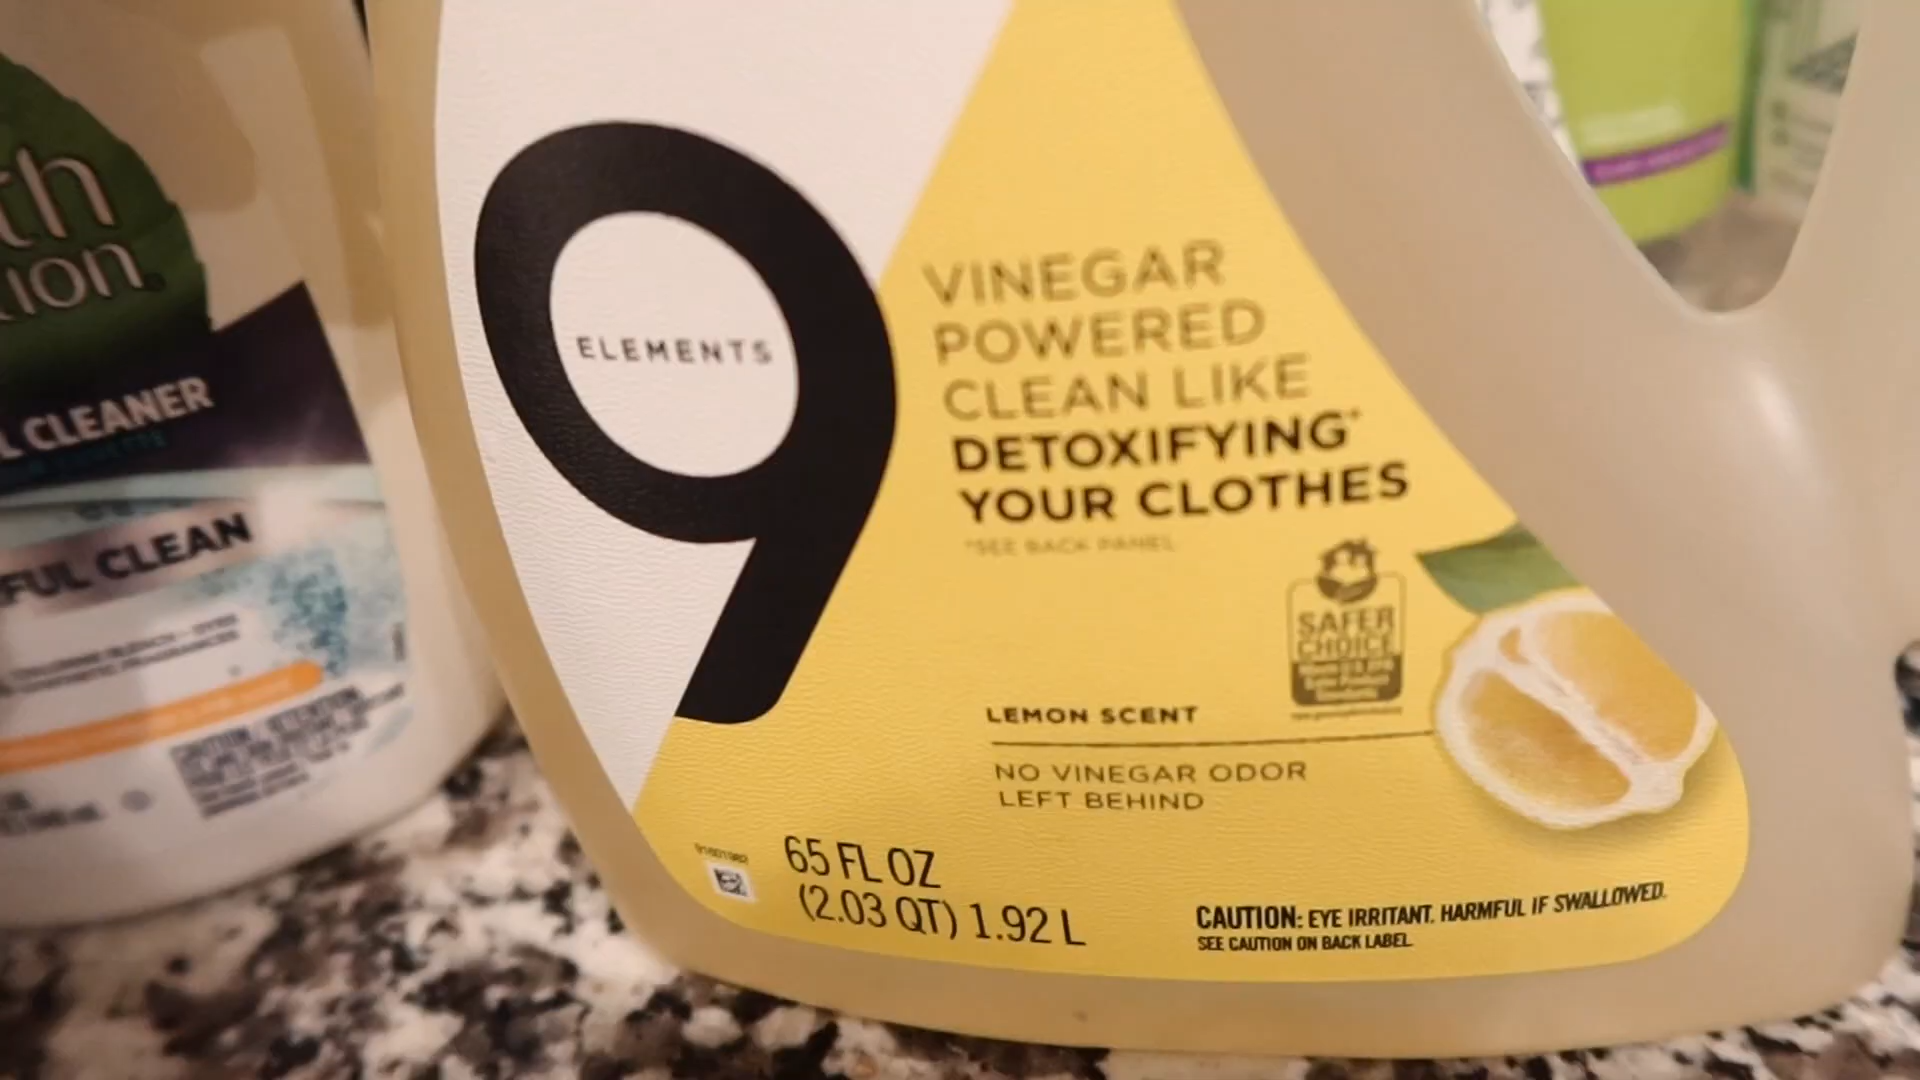 th
tion
L CLEANER
FUL CLEAN
9
ELEMENTS
VINEGAR
POWERED
CLEAN LIKE
DETOXIFYING*
YOUR CLOTHES
*SEE BACK PANEL
SAFER
CHOICE
LEMON SCENT
NO VINEGAR ODOR
LEFT BEHIND
65 FL OZ
(2.03 QT) 1.92 L
CAUTION: EYE IRRITANT. HARMFUL IF SWALLOWED.
SEE CAUTION ON BACK LABEL.